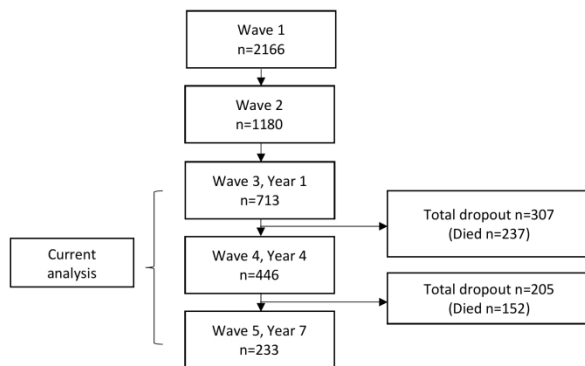 Wave 1
n=2166
Wave 2
n=1180
Wave 3, Year 1
n=713
Total dropout n=307
(Died n=237)
Current
analysis
Wave 4, Year 4
n=446
Total dropout n=205
(Died n=152)
Wave 5, Year 7
n=233